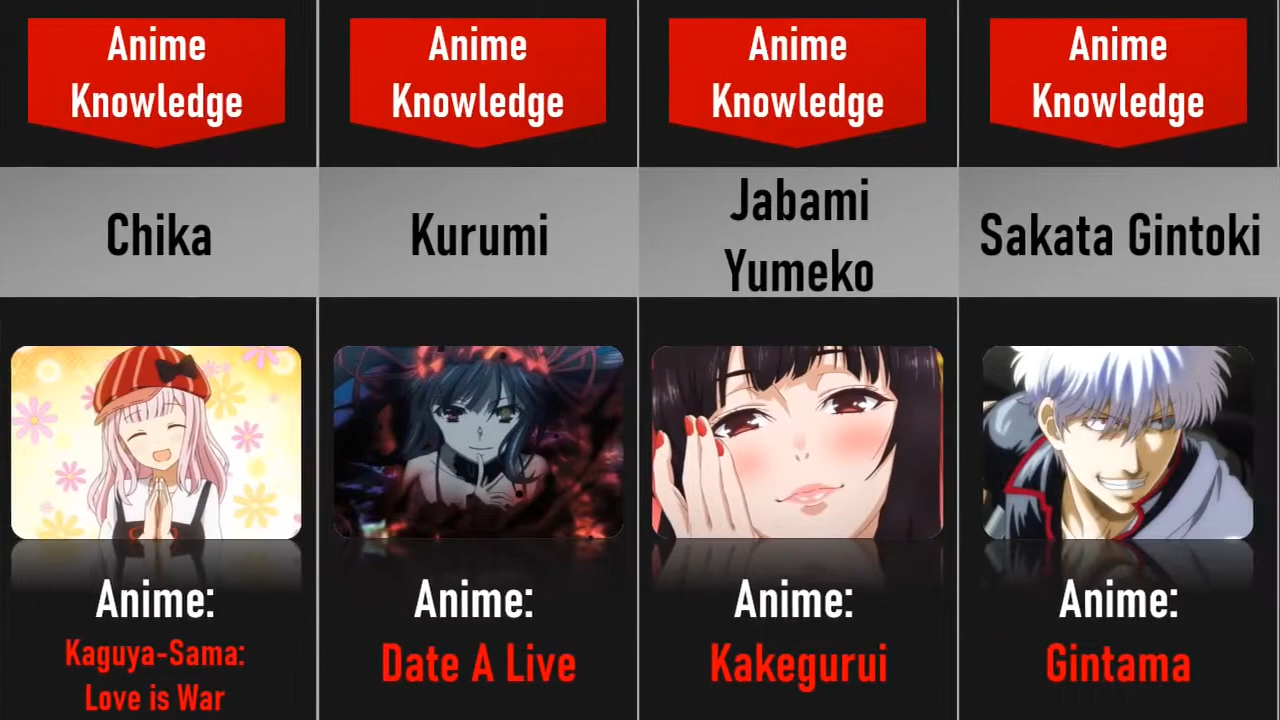 Anime
Knowledge
Chika
Anime:
Kaguya-Sama:
Love is War
Anime
Knowledge
Kurumi
Anime:
Date A Live
Anime
Knowledge
Jabami
Yumeko
Anime:
Kakegurui
Anime
Knowledge
Sakata Gintoki
Anime:
Gintama